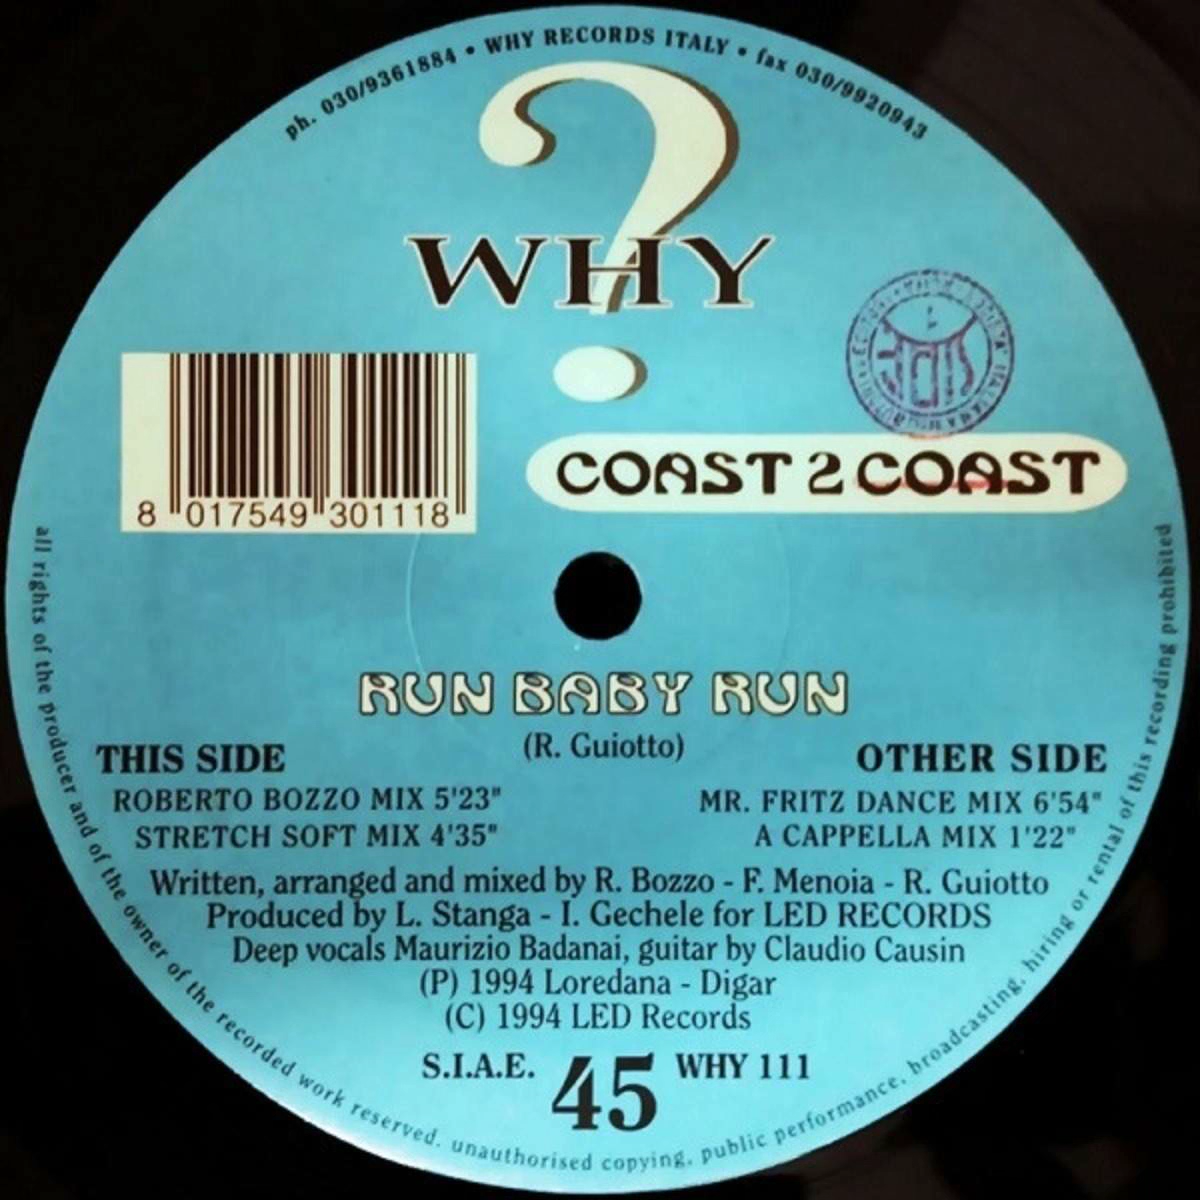 ph. 030/9361884 • WHY RECORDS ITALY • fax 030/9920943
?
WHY
8 017549 301118
COAST 2 COAST
RUN BABY RUN
(R. Guiotto)
THIS SIDE
ROBERTO BOZZO MIX 5'23"
STRETCH SOFT MIX 4'35"
OTHER SIDE
MR. FRITZ DANCE MIX 6'54"
A CAPPELLA MIX 1'22"
Written, arranged and mixed by R. Bozzo - F. Menoia - R. Guiotto
Produced by L. Stanga - I. Gechele for LED RECORDS
Deep vocals Maurizio Badanai, guitar by Claudio Causin
(P) 1994 Loredana - Digar
(C) 1994 LED Records
S.I.A.E. 45 WHY 111
all rights of the producer and of the owner of the recorded work reserved. unauthorised copying, public performance, broadcasting, hiring or rental of this recording prohibited